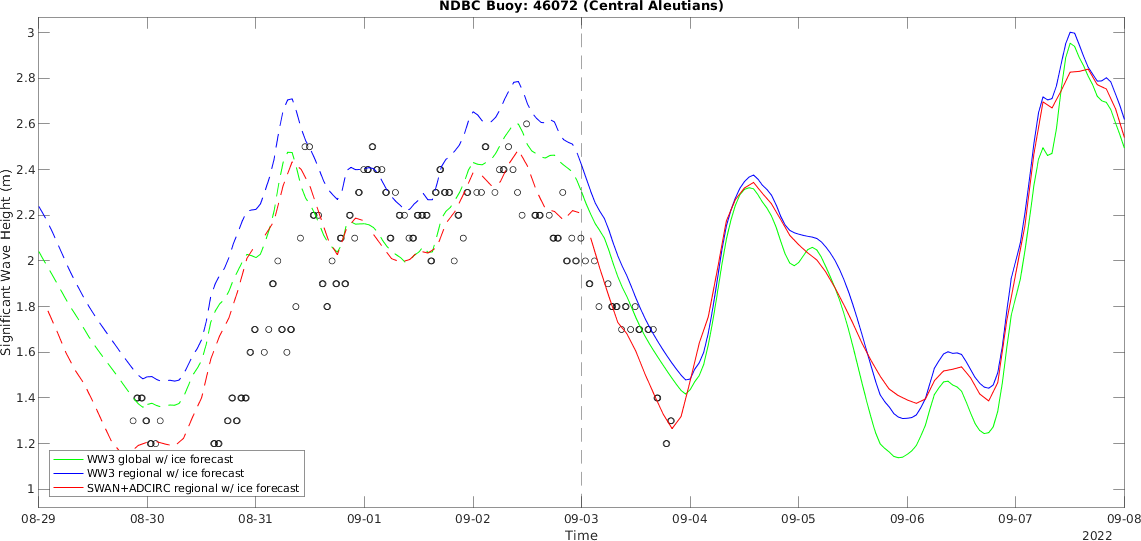 NDBC Buoy: 46072 (Central Aleutians)
Significant Wave Height (m)
3
2.8
2.6
2.4
2.2
2
1.8
1.6
1.4
1.2
1
WW3 global w/ ice forecast
WW3 regional w/ ice forecast
SWAN+ADCIRC regional w/ ice forecast
08-29 08-30 08-31 09-01 09-02 09-03 09-04 09-05 09-06 09-07 09-08
Time
2022